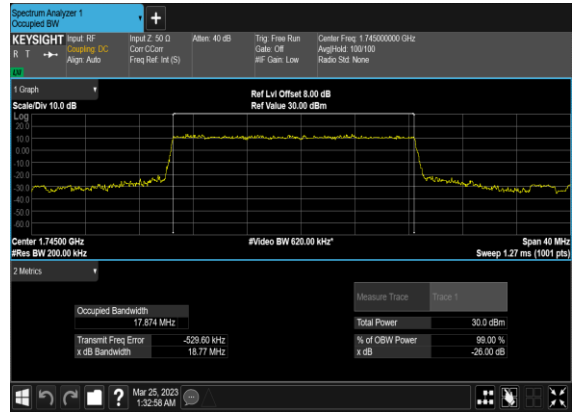 Spectrum Analyzer 1
Occupied BW
KEYSIGHT Input: RF Input Z: 50 Ω Atten: 40 dB Trig: Free Run Center Freq: 1.745000000 GHz
R T Coupling: DC Corr CCorr Gate: Off Avg|Hold: 100/100
Align: Auto Freq Ref: Int (S) #IF Gain: Low Radio Std: None
1 Graph
Ref Lvl Offset 8.00 dB
Scale/Div 10.0 dB Ref Value 30.00 dBm
Log
20.0
10.0
0.00
-10.0
-20.0
-30.0
-40.0
-50.0
-60.0
Center 1.74500 GHz #Video BW 620.00 kHz* Span 40 MHz
#Res BW 200.00 kHz Sweep 1.27 ms (1001 pts)
2 Metrics
Measure Trace Trace 1
Occupied Bandwidth
17.874 MHz Total Power 30.0 dBm
Transmit Freq Error -529.60 kHz % of OBW Power 99.00 %
x dB Bandwidth 18.77 MHz x dB -26.00 dB
Mar 25, 2023
1:32:58 AM